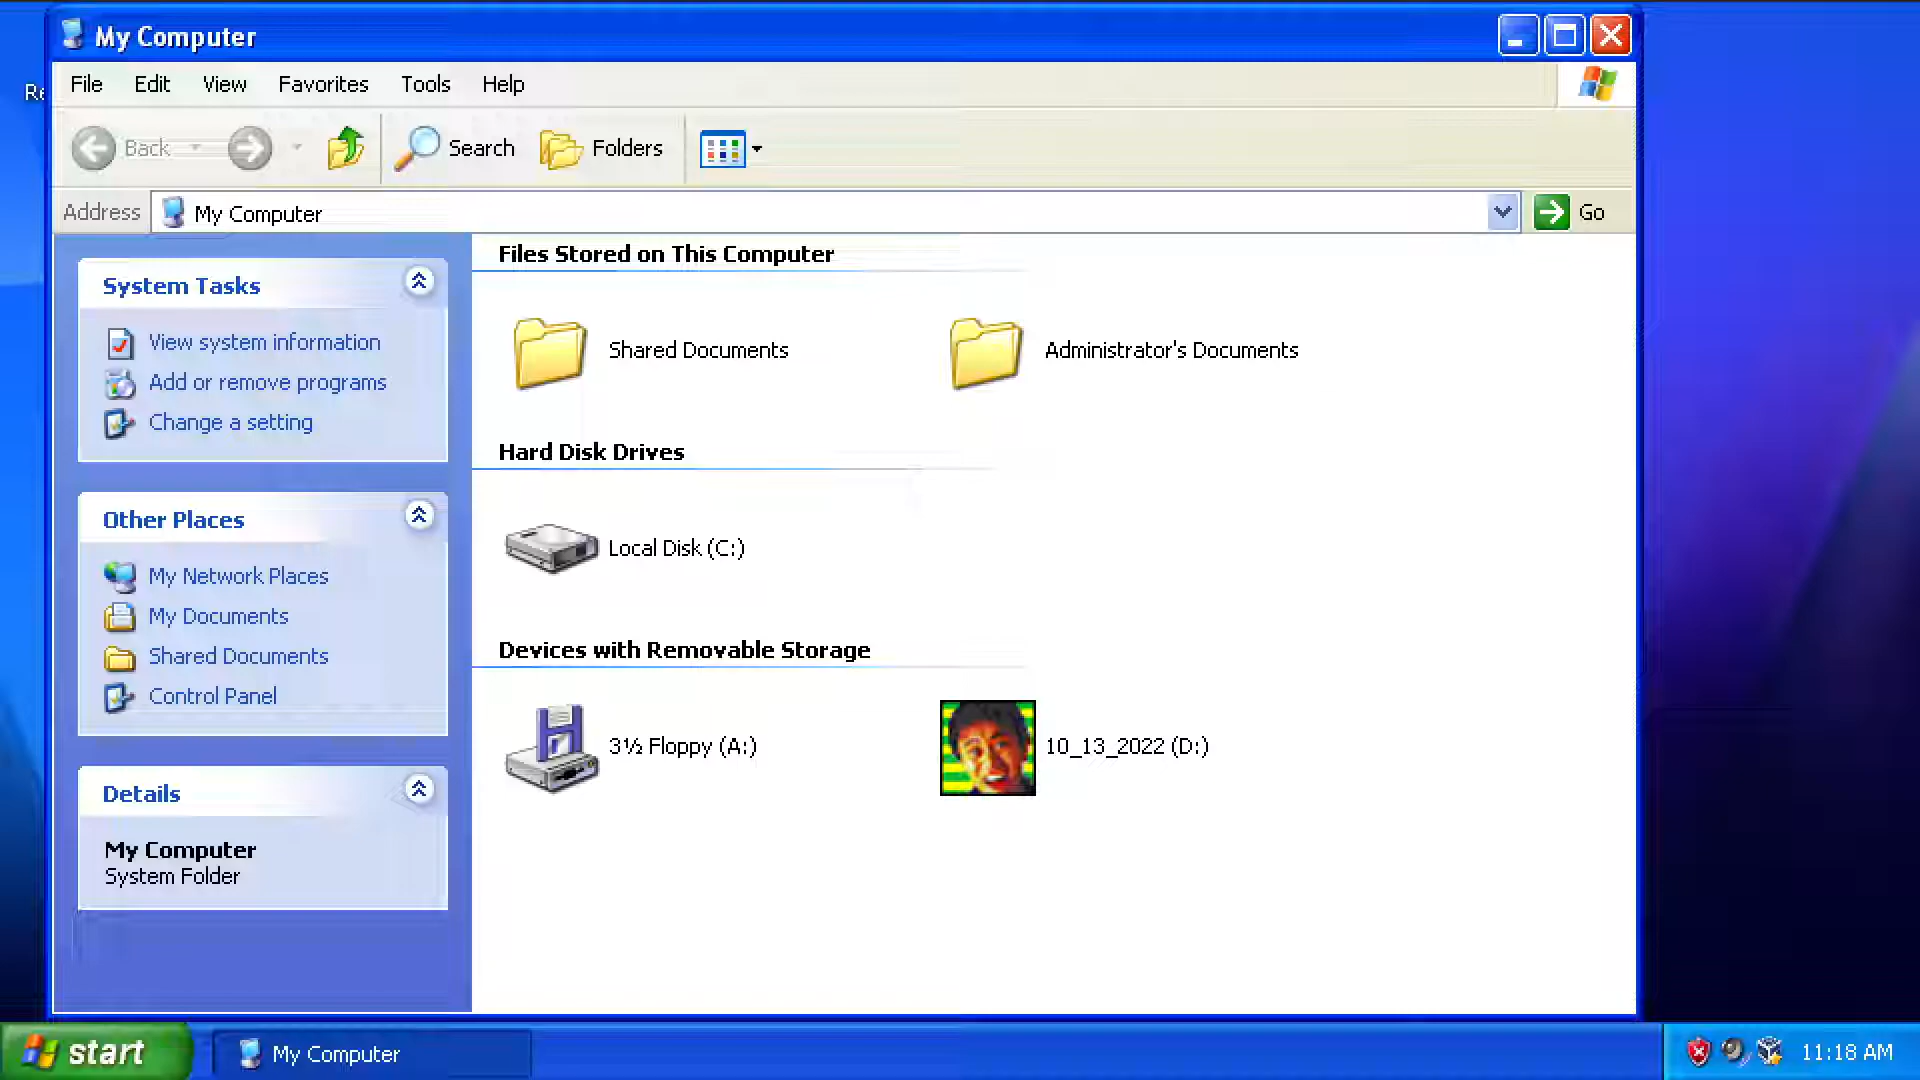 My Computer
File Edit View Favorites Tools Help
Re
Back Search Folders
Address My Computer Go
System Tasks
View system information
Add or remove programs
Change a setting
Other Places
My Network Places
My Documents
Shared Documents
Control Panel
Details
My Computer
System Folder
Files Stored on This Computer
Shared Documents Administrator's Documents
Hard Disk Drives
Local Disk (C:)
Devices with Removable Storage
3½ Floppy (A:) 10_13_2022 (D:)
start My Computer 11:18 AM